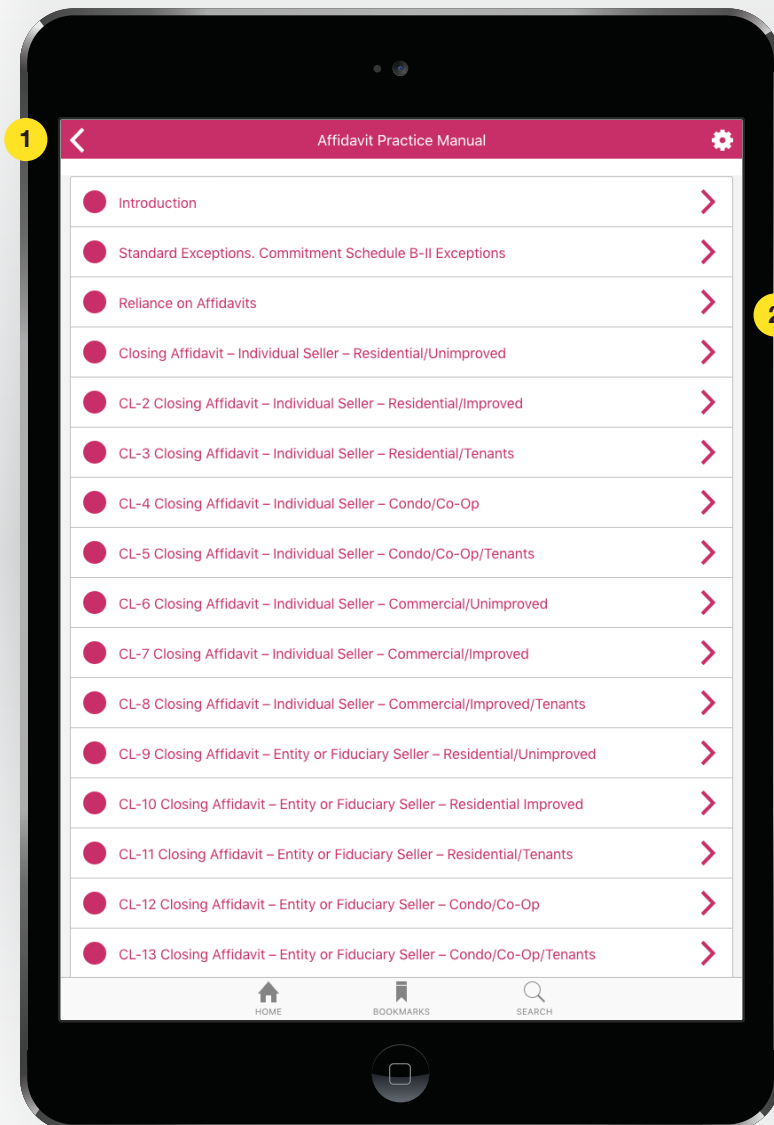 1
Affidavit Practice Manual
Introduction
Standard Exceptions. Commitment Schedule B-II Exceptions
Reliance on Affidavits
2
Closing Affidavit – Individual Seller – Residential/Unimproved
CL-2 Closing Affidavit – Individual Seller – Residential/Improved
CL-3 Closing Affidavit – Individual Seller – Residential/Tenants
CL-4 Closing Affidavit – Individual Seller – Condo/Co-Op
CL-5 Closing Affidavit – Individual Seller – Condo/Co-Op/Tenants
CL-6 Closing Affidavit – Individual Seller – Commercial/Unimproved
CL-7 Closing Affidavit – Individual Seller – Commercial/Improved
CL-8 Closing Affidavit – Individual Seller – Commercial/Improved/Tenants
CL-9 Closing Affidavit – Entity or Fiduciary Seller – Residential/Unimproved
CL-10 Closing Affidavit – Entity or Fiduciary Seller – Residential Improved
CL-11 Closing Affidavit – Entity or Fiduciary Seller – Residential/Tenants
CL-12 Closing Affidavit – Entity or Fiduciary Seller – Condo/Co-Op
CL-13 Closing Affidavit – Entity or Fiduciary Seller – Condo/Co-Op/Tenants
HOME BOOKMARKS SEARCH